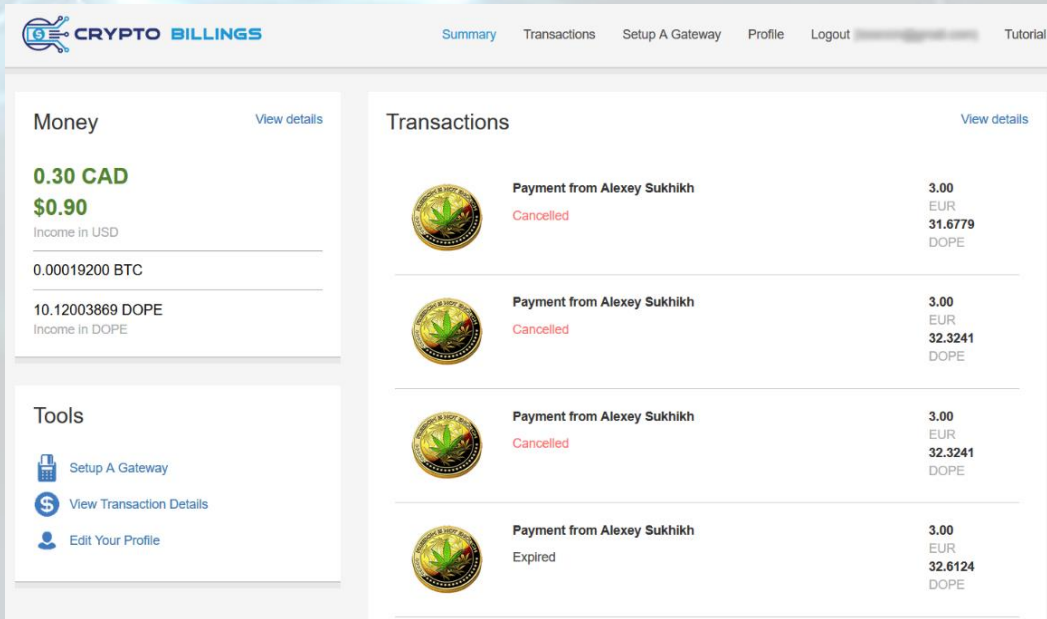 CRYPTO BILLINGS
Summary Transactions Setup A Gateway Profile Logout Tutorial
Money View details
0.30 CAD
$0.90
Income in USD
0.00019200 BTC
10.12003869 DOPE
Income in DOPE
Tools
Setup A Gateway
View Transaction Details
Edit Your Profile
Transactions View details
Payment from Alexey Sukhikh 3.00
Cancelled EUR
31.6779
DOPE
Payment from Alexey Sukhikh 3.00
Cancelled EUR
32.3241
DOPE
Payment from Alexey Sukhikh 3.00
Cancelled EUR
32.3241
DOPE
Payment from Alexey Sukhikh 3.00
Expired EUR
32.6124
DOPE